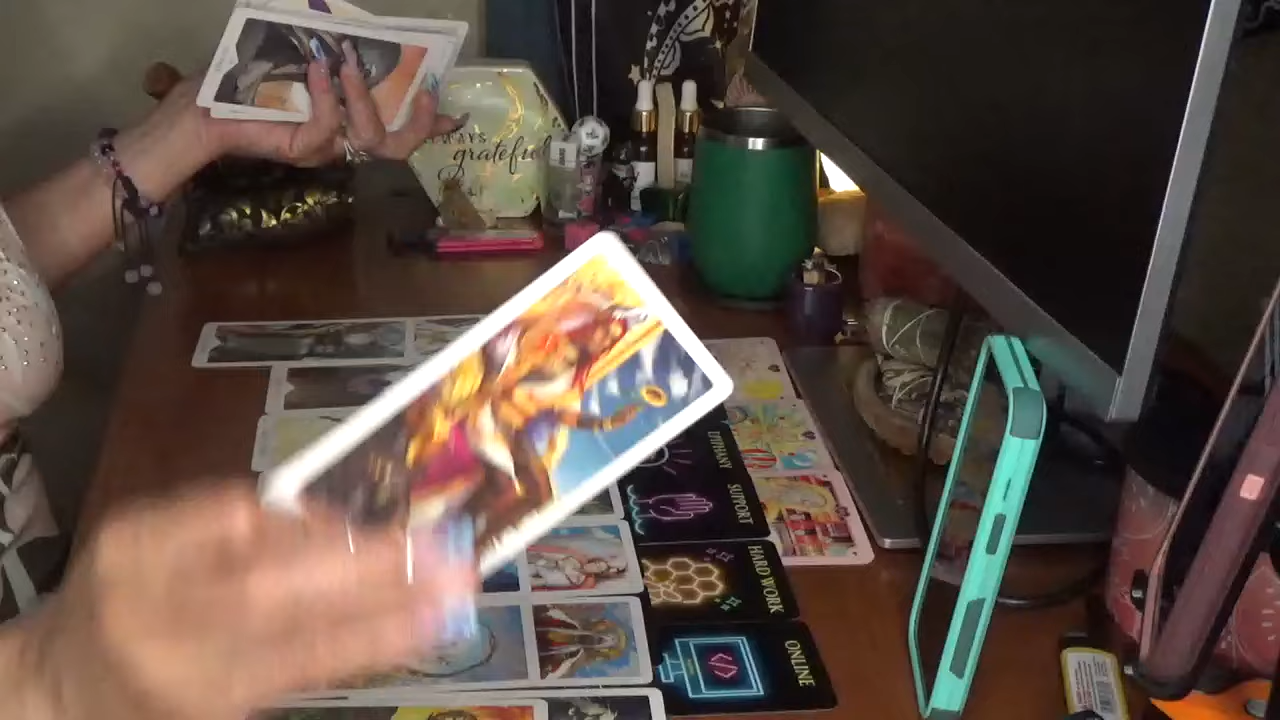 ALWAYS
grateful
EPIPHANY
SUPPORT
HARD WORK
ONLINE